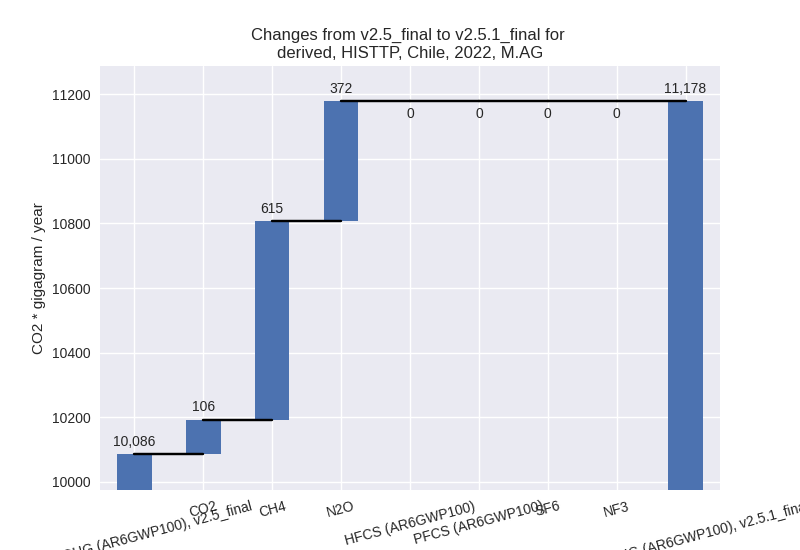 Changes from v2.5_final to v2.5.1_final for
derived, HISTTP, Chile, 2022, M.AG
CO2 * gigagram / year
11200
11000
10800
10600
10400
10200
10000
10,086
106
615
372
0
0
0
0
11,178
(AR6GWP100), v2.5_final
CO2
CH4
N2O
HFCS (AR6GWP100)
PFCS (AR6GWP100)
SF6
NF3
(AR6GWP100), v2.5.1_final